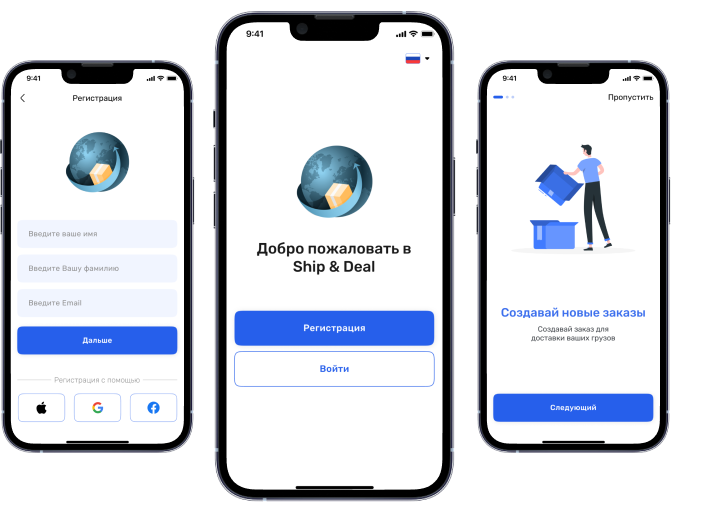 9:41
Регистрация
Введите ваше имя
Введите Вашу фамилию
Введите Email
Дальше
Регистрация с помощью
9:41
Добро пожаловать в
Ship & Deal
Регистрация
Войти
9:41
Пропустить
Создавай новые заказы
Создавай заказ для
доставки ваших грузов
Следующий